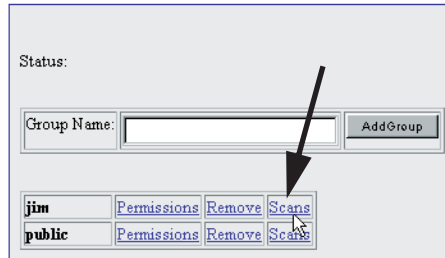 Status:
Group Name: AddGroup
jim Permissions Remove Scans
public Permissions Remove Scans